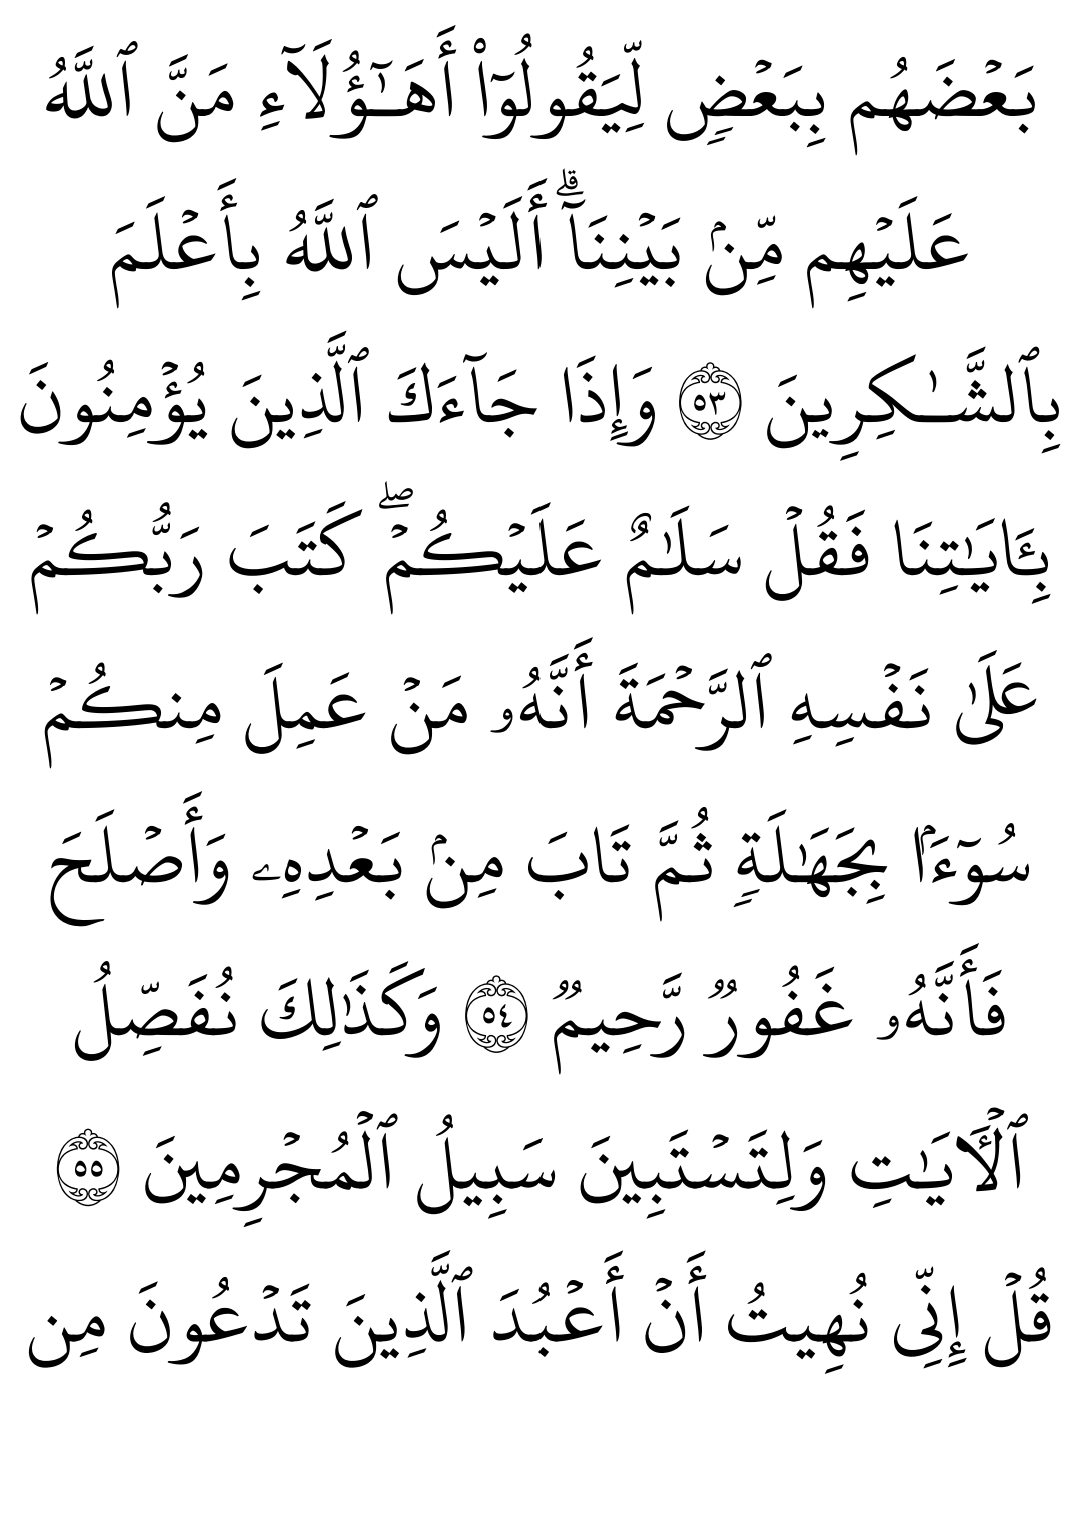 بَعۡضَهُم بِبَعۡضٖ لِّيَقُولُوٓاْ أَهَـٰٓؤُلَآءِ مَنَّ ٱللَّهُ
عَلَيۡهِم مِّنۢ بَيۡنِنَآۗ أَلَيۡسَ ٱللَّهُ بِأَعۡلَمَ
بِٱلشَّـٰكِرِينَ ٥٣ وَإِذَا جَآءَكَ ٱلَّذِينَ يُؤۡمِنُونَ
بِـَٔايَٰتِنَا فَقُلۡ سَلَٰمٌ عَلَيۡكُمۡۖ كَتَبَ رَبُّكُمۡ
عَلَىٰ نَفۡسِهِ ٱلرَّحۡمَةَ أَنَّهُۥ مَنۡ عَمِلَ مِنكُمۡ
سُوٓءَۢا بِجَهَٰلَةٖ ثُمَّ تَابَ مِنۢ بَعۡدِهِۦ وَأَصۡلَحَ
فَأَنَّهُۥ غَفُورٞ رَّحِيمٞ ٥٤ وَكَذَٰلِكَ نُفَصِّلُ
ٱلۡأٓيَٰتِ وَلِتَسۡتَبِينَ سَبِيلُ ٱلۡمُجۡرِمِينَ ٥٥
قُلۡ إِنِّي نُهِيتُ أَنۡ أَعۡبُدَ ٱلَّذِينَ تَدۡعُونَ مِن